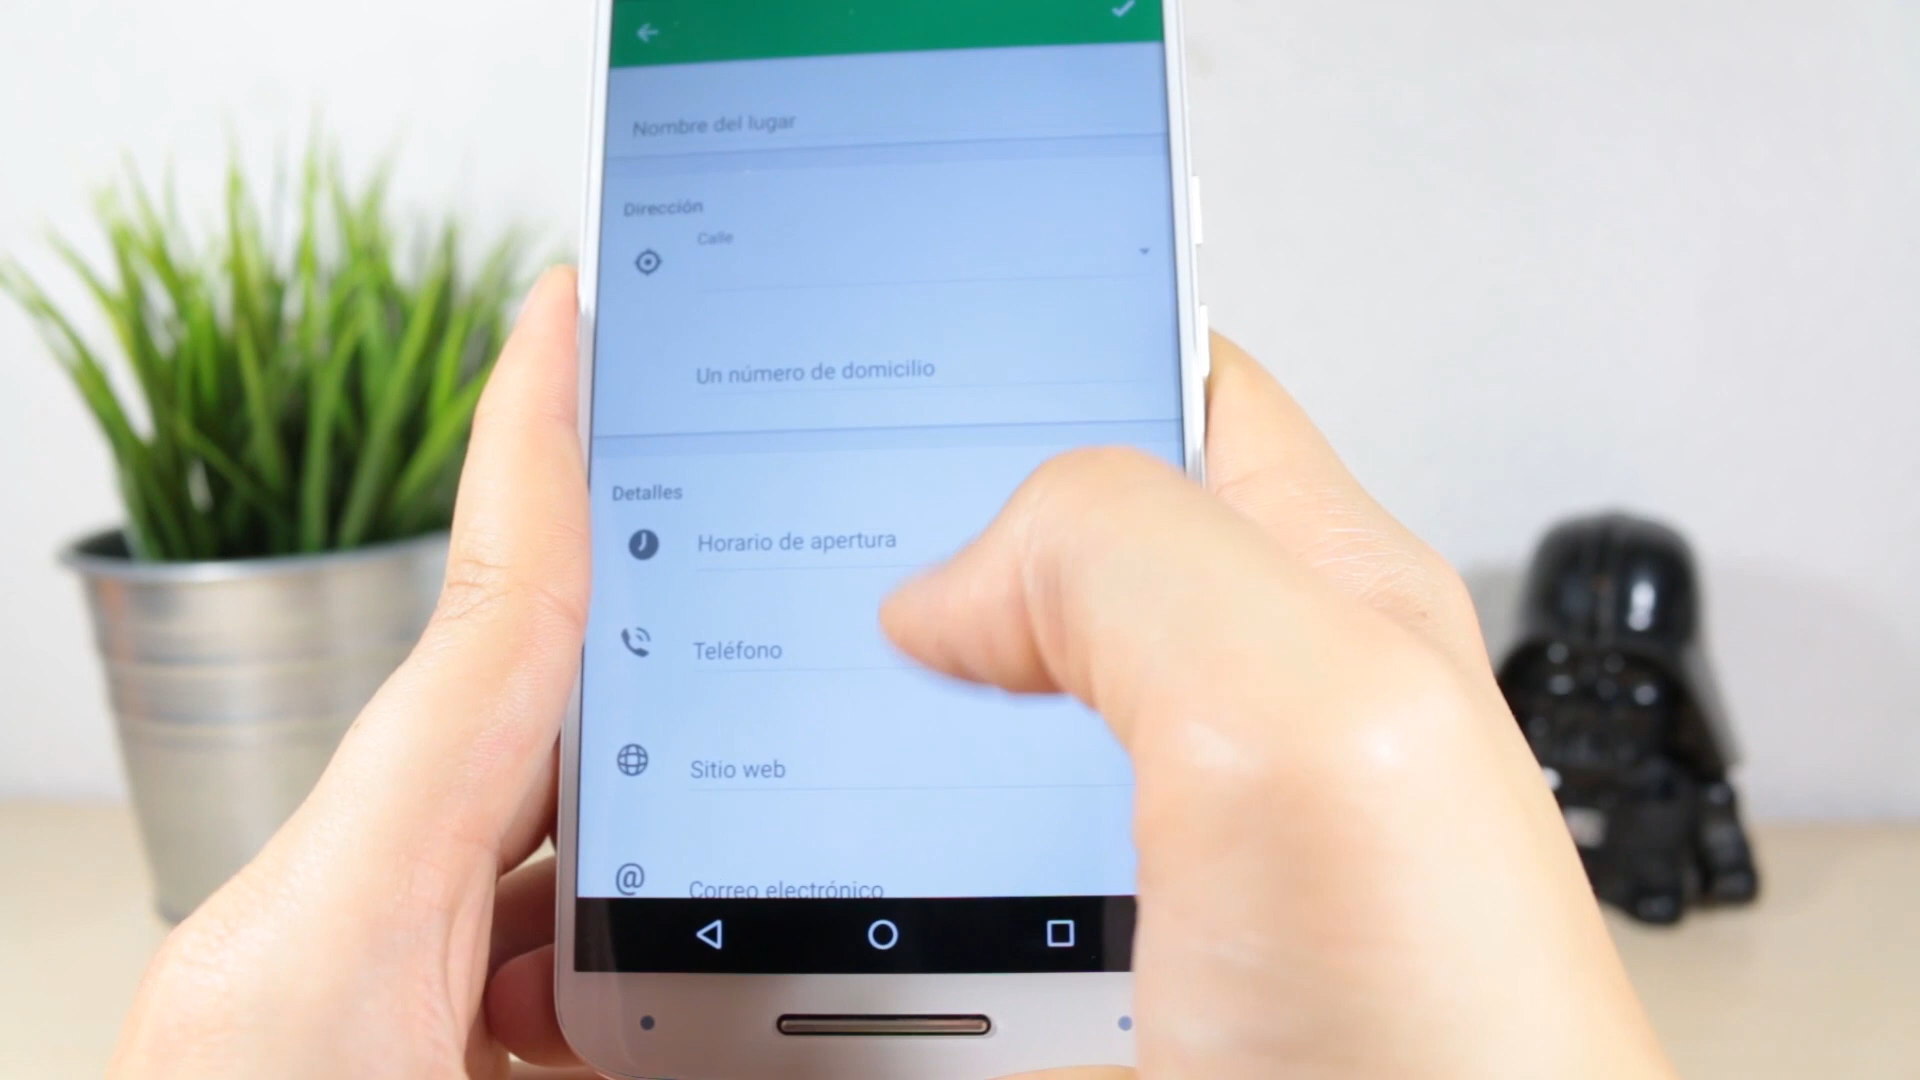 Nombre del lugar
Dirección
Calle
Un número de domicilio
Detalles
Horario de apertura
Teléfono
Sitio web
@
Correo electrónico